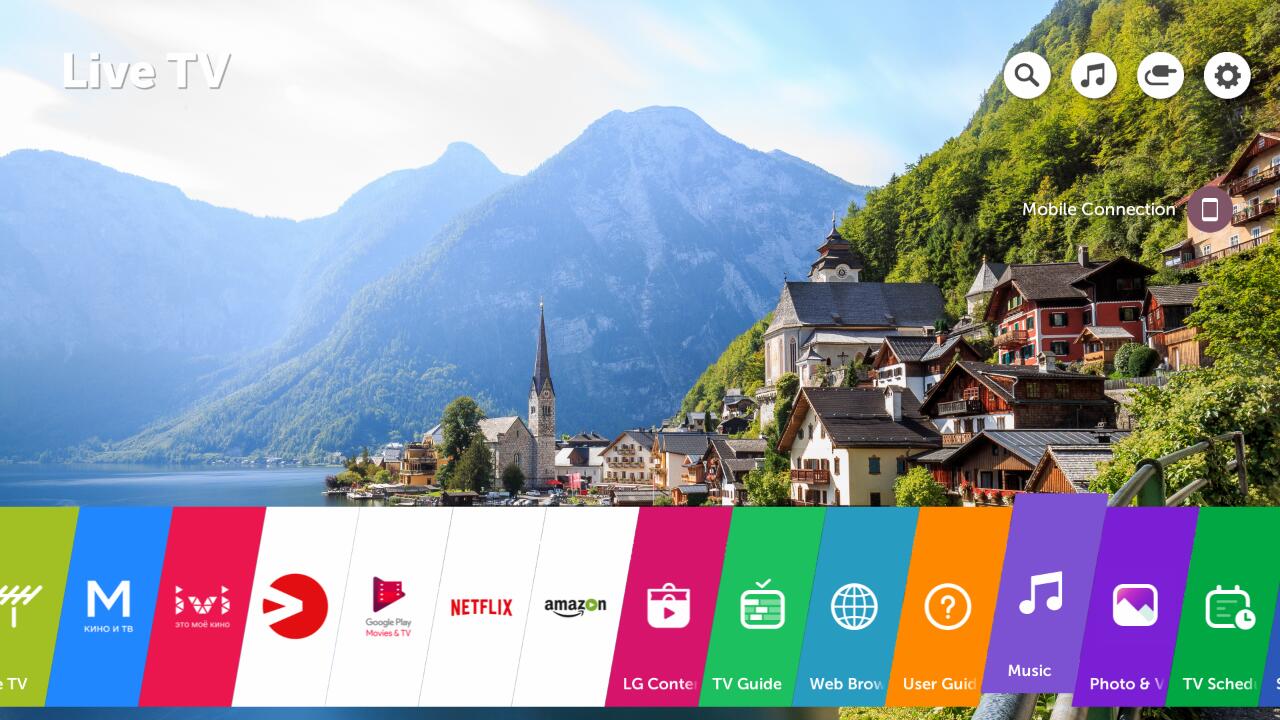 Live TV
Mobile Connection
M
КИНО И ТВ
ivi
это моё кино
Google Play
Movies & TV
NETFLIX
amazon
e TV
LG Conte
TV Guide
Web Brow
User Guid
Music
Photo & V
TV Sched